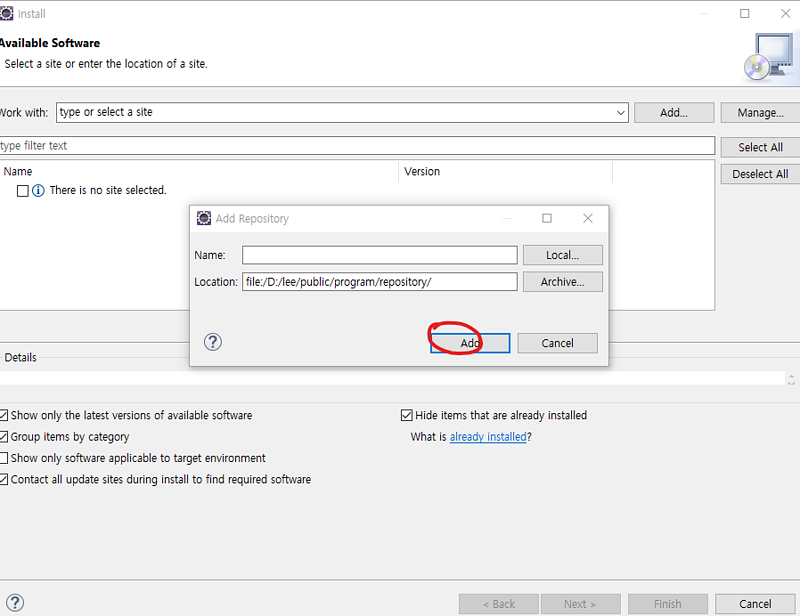 Install
Available Software
Select a site or enter the location of a site.
Work with: type or select a site Add... Manage...
type filter text Select All
Name Version Deselect All
There is no site selected.
Add Repository
Name: Local...
Location: file:/D:/lee/public/program/repository/ Archive...
Add Cancel
Details
Show only the latest versions of available software Hide items that are already installed
Group items by category What is already installed?
Show only software applicable to target environment
Contact all update sites during install to find required software
< Back Next > Finish Cancel